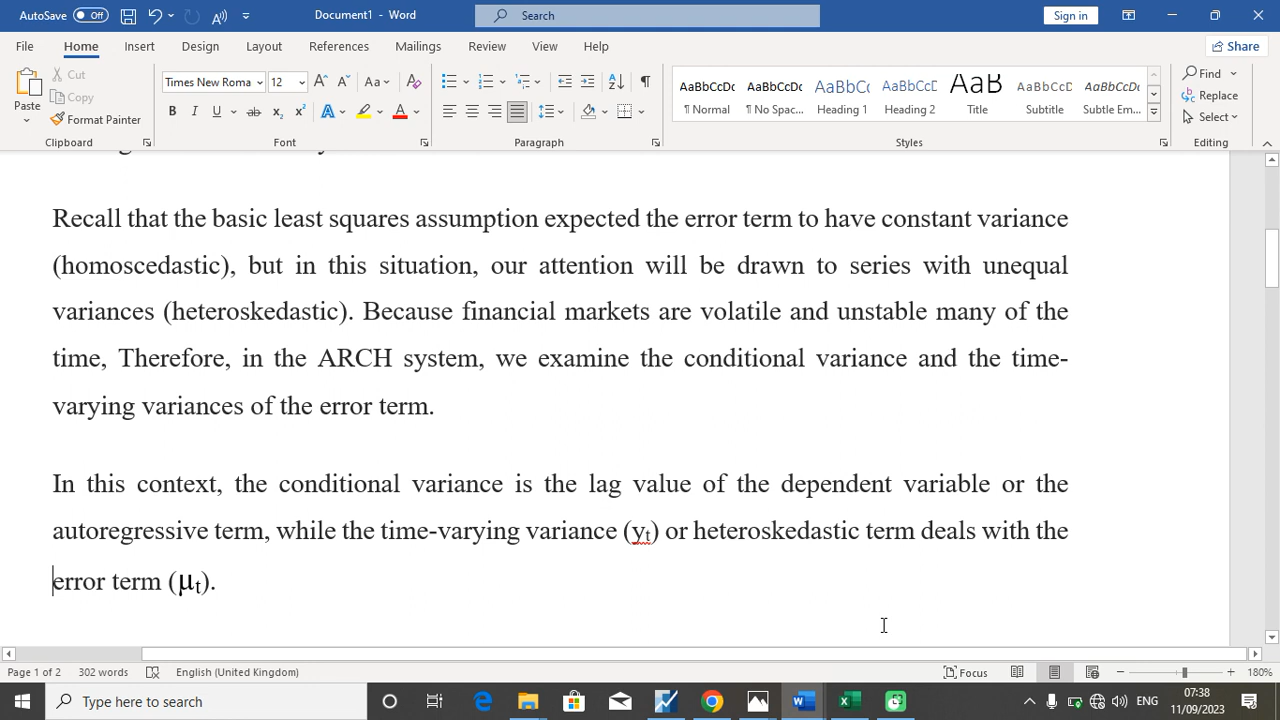 AutoSave Off Document1 - Word Search Sign in
File Home Insert Design Layout References Mailings Review View Help Share
Paste Cut Copy Format Painter
Times New Roma 12
AaBbCcDc AaBbCcDc AaBbCc AaBbCcD AaB AaBbCcD AaBbCcDc
¶ Normal ¶ No Spac... Heading 1 Heading 2 Title Subtitle Subtle Em...
Find Replace Select
Clipboard Font Paragraph Styles Editing
Recall that the basic least squares assumption expected the error term to have constant variance
(homoscedastic), but in this situation, our attention will be drawn to series with unequal
variances (heteroskedastic). Because financial markets are volatile and unstable many of the
time, Therefore, in the ARCH system, we examine the conditional variance and the time-
varying variances of the error term.
In this context, the conditional variance is the lag value of the dependent variable or the
autoregressive term, while the time-varying variance (yt) or heteroskedastic term deals with the
error term (μt).
Page 1 of 2 302 words English (United Kingdom) Focus 180%
Type here to search ENG 07:38
11/09/2023